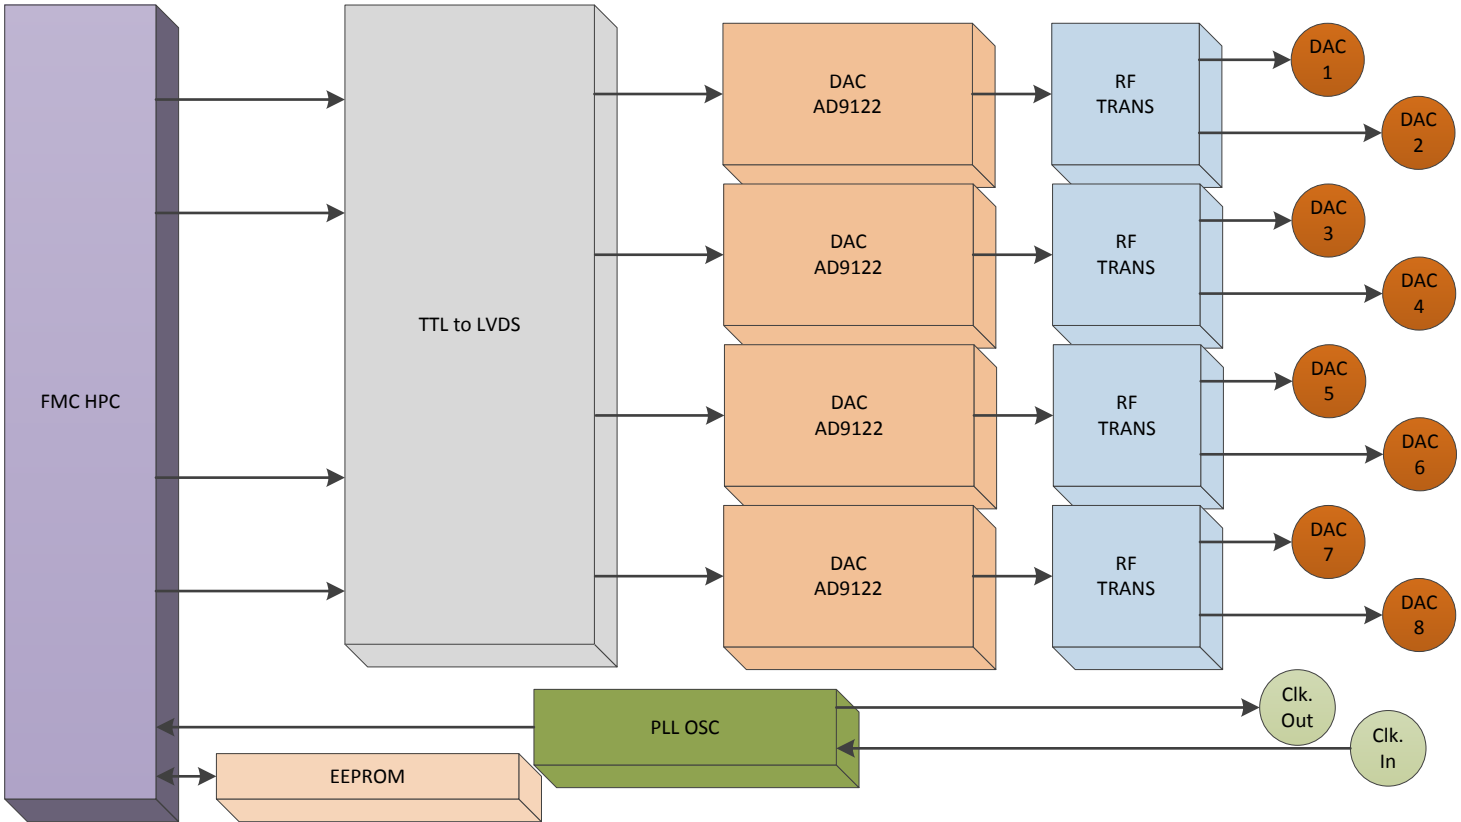 FMC HPC
TTL to LVDS
DAC
AD9122
RF
TRANS
DAC
1
DAC
2
DAC
AD9122
RF
TRANS
DAC
3
DAC
4
DAC
AD9122
RF
TRANS
DAC
5
DAC
6
DAC
AD9122
RF
TRANS
DAC
7
DAC
8
PLL OSC
Clk.
Out
Clk.
In
EEPROM